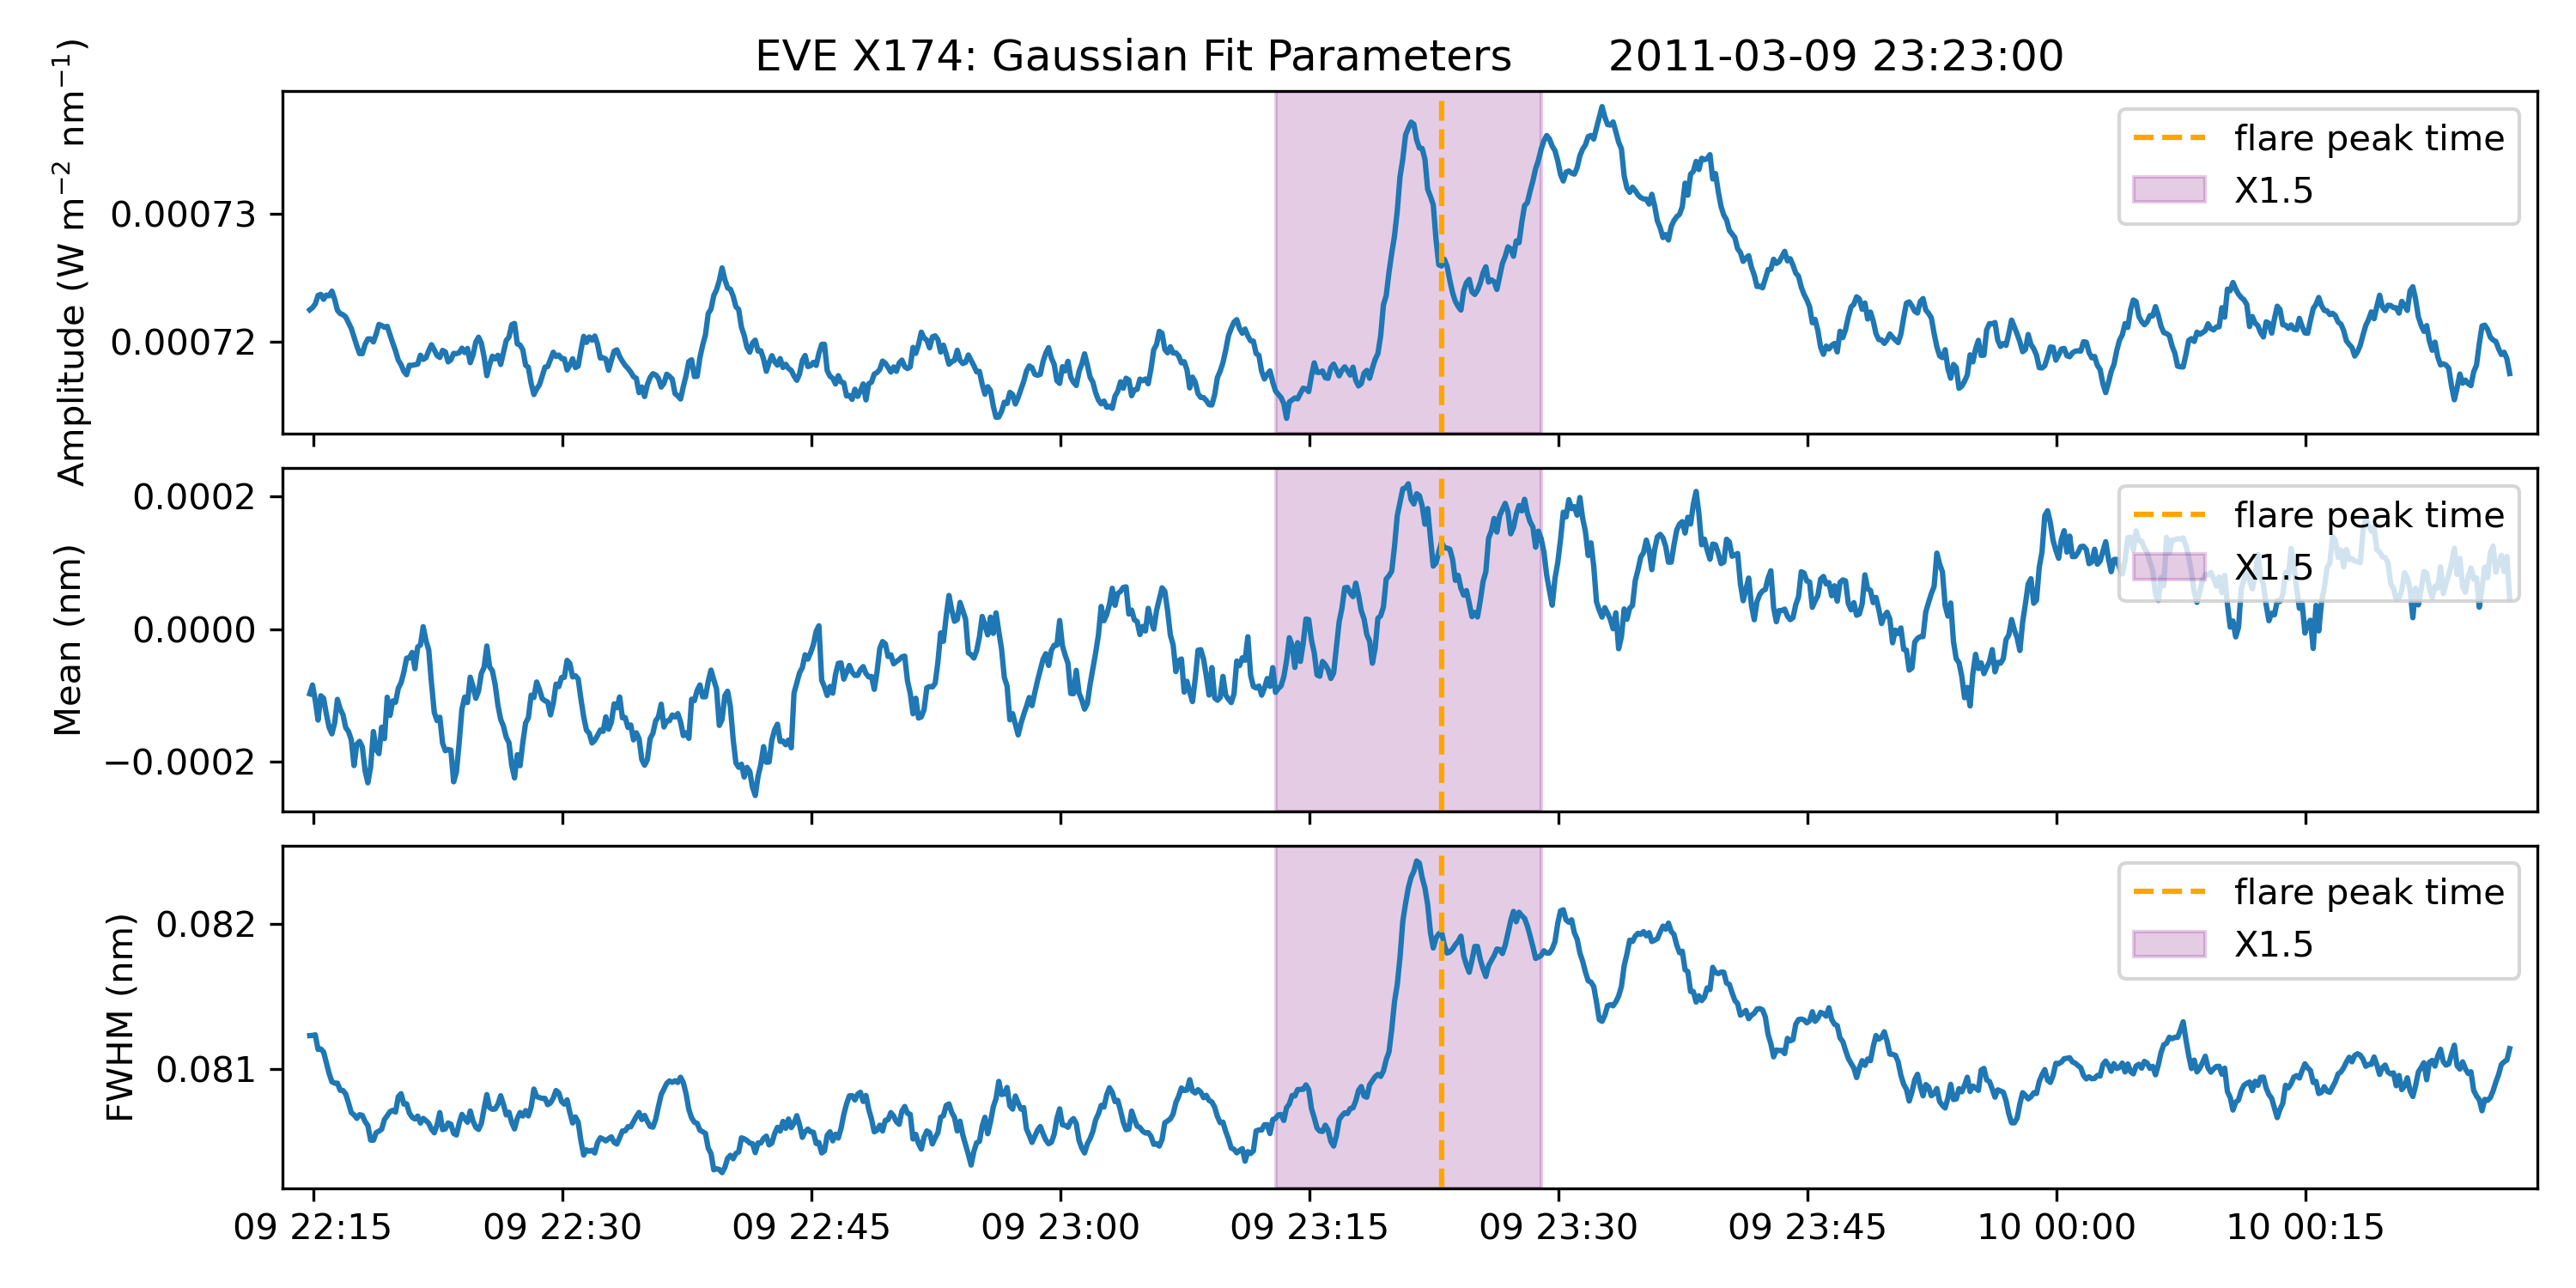 EVE X174: Gaussian Fit Parameters 2011-03-09 23:23:00
Amplitude (W m⁻² nm⁻¹)
0.00073
0.00072
flare peak time
X1.5
Mean (nm)
0.0002
0.0000
−0.0002
flare peak time
X1.5
FWHM (nm)
0.082
0.081
flare peak time
X1.5
09 22:15 09 22:30 09 22:45 09 23:00 09 23:15 09 23:30 09 23:45 10 00:00 10 00:15